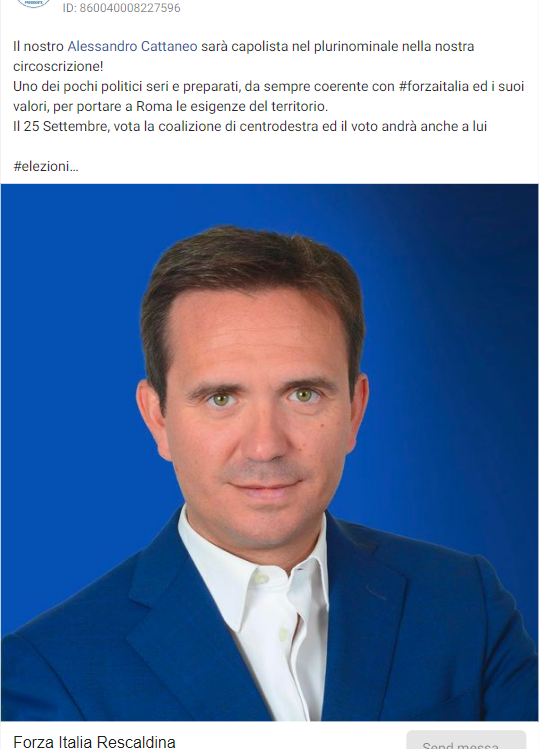 ID: 860040008227596
Il nostro Alessandro Cattaneo sarà capolista nel plurinominale nella nostra
circoscrizione!
Uno dei pochi politici seri e preparati, da sempre coerente con #forzaitalia ed i suoi
valori, per portare a Roma le esigenze del territorio.
Il 25 Settembre, vota la coalizione di centrodestra ed il voto andrà anche a lui
#elezioni…
Forza Italia Rescaldina
Send messa